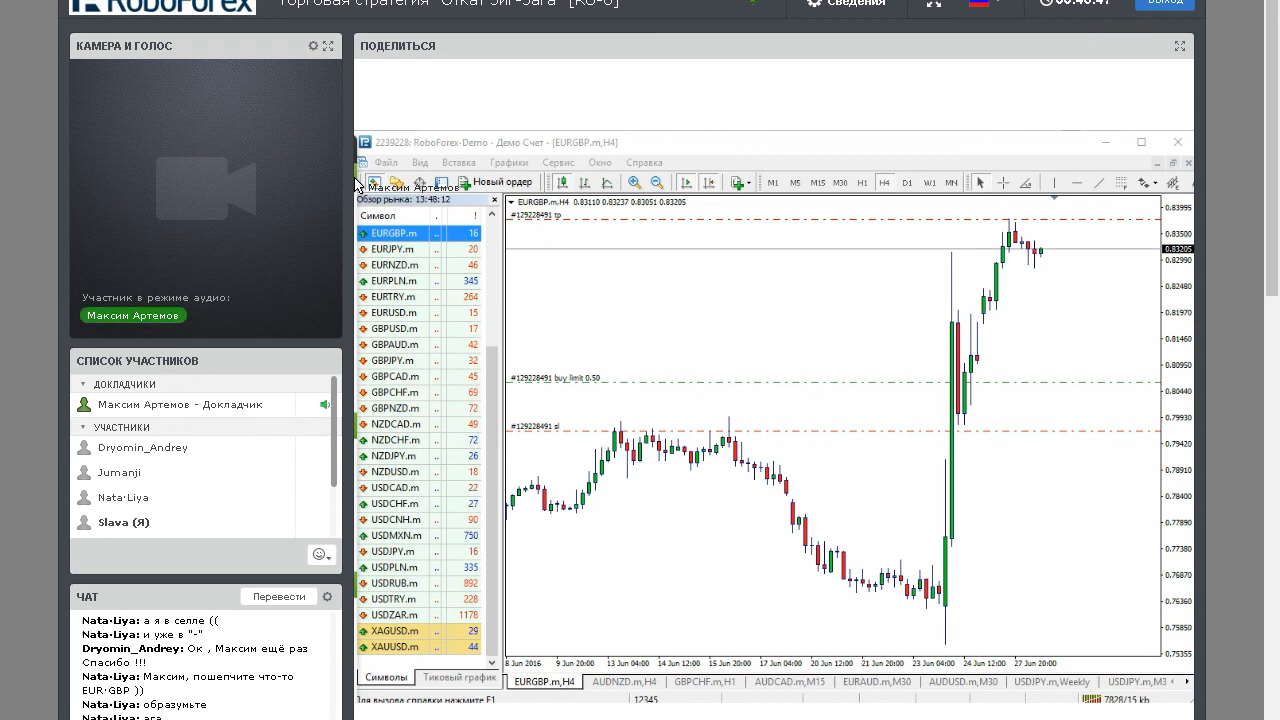 RoboForex
Торговая стратегия "Откат Зиг-Зага" [RU-6]
Сведения
00:46:47
Выход
КАМЕРА И ГОЛОС
Участник в режиме аудио:
Максим Артемов
СПИСОК УЧАСТНИКОВ
ДОКЛАДЧИКИ
Максим Артемов - Докладчик
УЧАСТНИКИ
Dryomin_Andrey
Jumanji
Nata·Liya
Slava (Я)
ЧАТ
Перевести
Nata·Liya: а я в селле ((
Nata·Liya: и уже в "-"
Dryomin_Andrey: Ок , Максим ещё раз
Спасибо !!!
Nata·Liya: Максим, пошепчите что-то
EUR·GBP ))
Nata·Liya: образумьте
Nata·Liya: ага
ПОДЕЛИТЬСЯ
2239228: RoboForex-Demo - Демо Счет - [EURGBP.m,H4]
Файл Вид Вставка Графики Сервис Окно Справка
Максим Артемов
Новый ордер
M1 M5 M15 M30 H1 H4 D1 W1 MN
Обзор рынка: 13:48:12
Символ . !
EURGBP.m .. 16
EURJPY.m .. 20
EURNZD.m .. 46
EURPLN.m .. 345
EURTRY.m .. 264
EURUSD.m .. 15
GBPUSD.m .. 17
GBPAUD.m .. 42
GBPJPY.m .. 32
GBPCAD.m .. 45
GBPCHF.m .. 69
GBPNZD.m .. 72
NZDCAD.m .. 49
NZDCHF.m .. 72
NZDJPY.m .. 26
NZDUSD.m .. 18
USDCAD.m .. 22
USDCHF.m .. 27
USDCNH.m .. 90
USDMXN.m .. 750
USDJPY.m .. 16
USDPLN.m .. 335
USDRUB.m .. 892
USDTRY.m .. 228
USDZAR.m .. 1178
XAGUSD.m .. 29
XAUUSD.m .. 44
Символы Тиковый график
EURGBP.m,H4 0.83110 0.83237 0.83051 0.83205
#129228491 tp
#129228491 buy limit 0.50
#129228491 sl
0.83995
0.83500
0.83205
0.82990
0.82480
0.81970
0.81460
0.80950
0.80440
0.79930
0.79420
0.78910
0.78400
0.77890
0.77380
0.76870
0.76360
0.75850
0.75355
8 Jun 2016 9 Jun 20:00 13 Jun 04:00 14 Jun 12:00 15 Jun 20:00 17 Jun 04:00 20 Jun 12:00 21 Jun 20:00 23 Jun 04:00 24 Jun 12:00 27 Jun 20:00
EURGBP.m,H4 AUDNZD.m,H4 GBPCHF.m,H1 AUDCAD.m,M15 EURAUD.m,M30 AUDUSD.m,M30 USDJPY.m,Weekly USDJPY.m,M3
Для вызова справки нажмите F1
12345
7828/15 kb